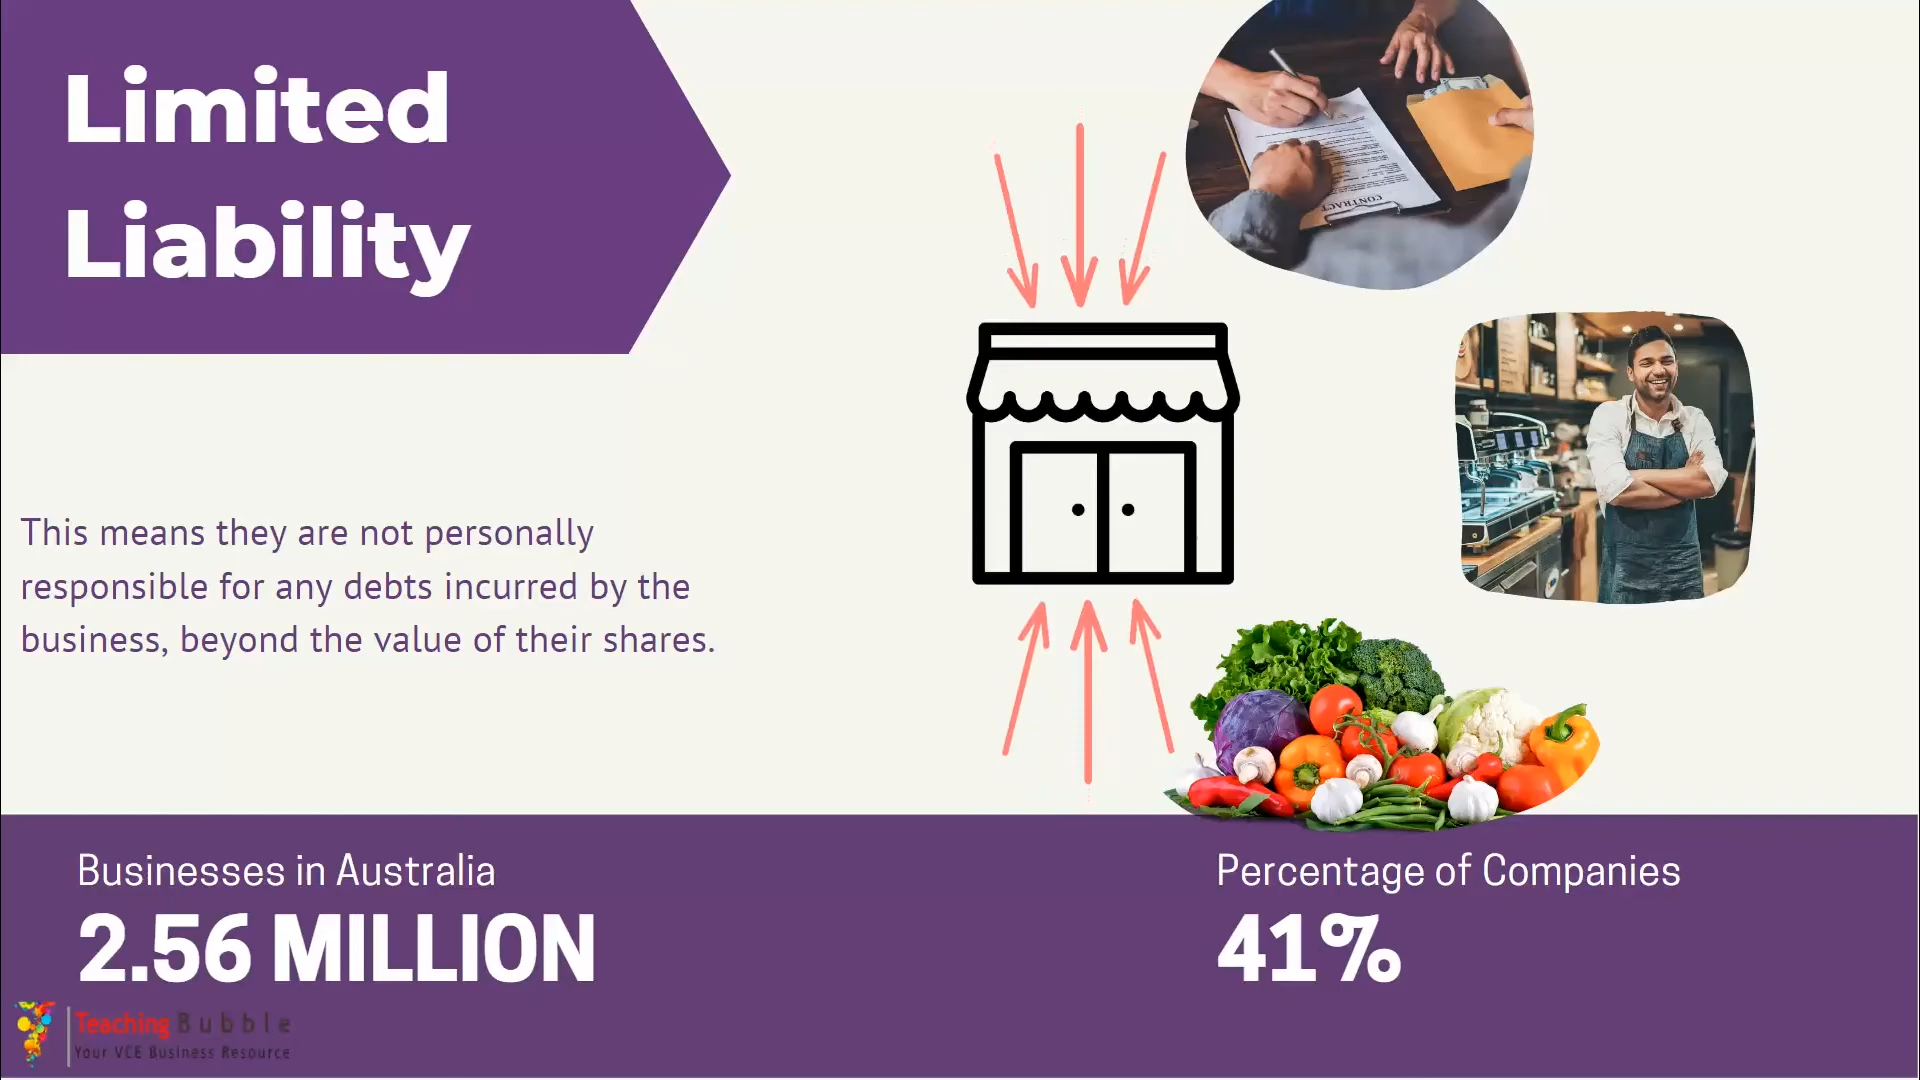 Limited
Liability
CONTRACT
This means they are not personally
responsible for any debts incurred by the
business, beyond the value of their shares.
Businesses in Australia
2.56 MILLION
Percentage of Companies
41%
Teaching Bubble
Your VCE Business Resource